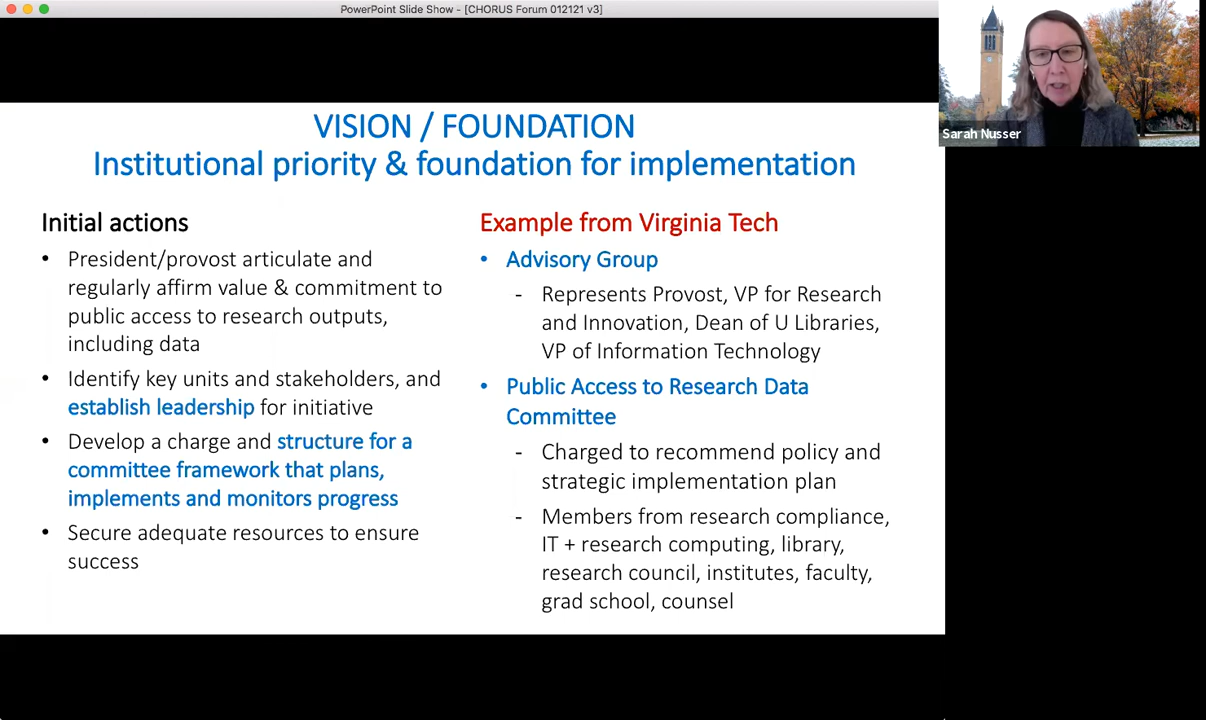 PowerPoint Slide Show - [CHORUS Forum 012121 v3]
Sarah Nusser
VISION / FOUNDATION
Institutional priority & foundation for implementation
Initial actions
• President/provost articulate and
regularly affirm value & commitment to
public access to research outputs,
including data
• Identify key units and stakeholders, and
establish leadership for initiative
• Develop a charge and structure for a
committee framework that plans,
implements and monitors progress
• Secure adequate resources to ensure
success
Example from Virginia Tech
• Advisory Group
- Represents Provost, VP for Research
and Innovation, Dean of U Libraries,
VP of Information Technology
• Public Access to Research Data
Committee
- Charged to recommend policy and
strategic implementation plan
- Members from research compliance,
IT + research computing, library,
research council, institutes, faculty,
grad school, counsel